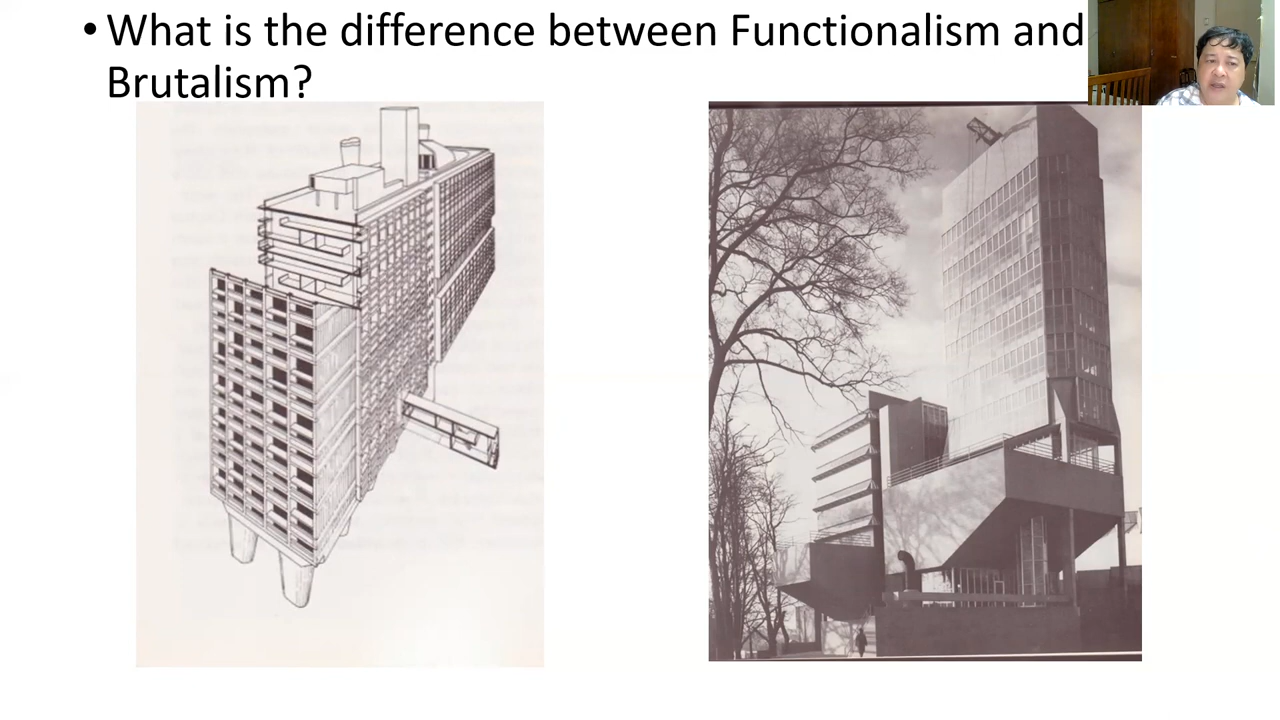 • What is the difference between Functionalism and
Brutalism?